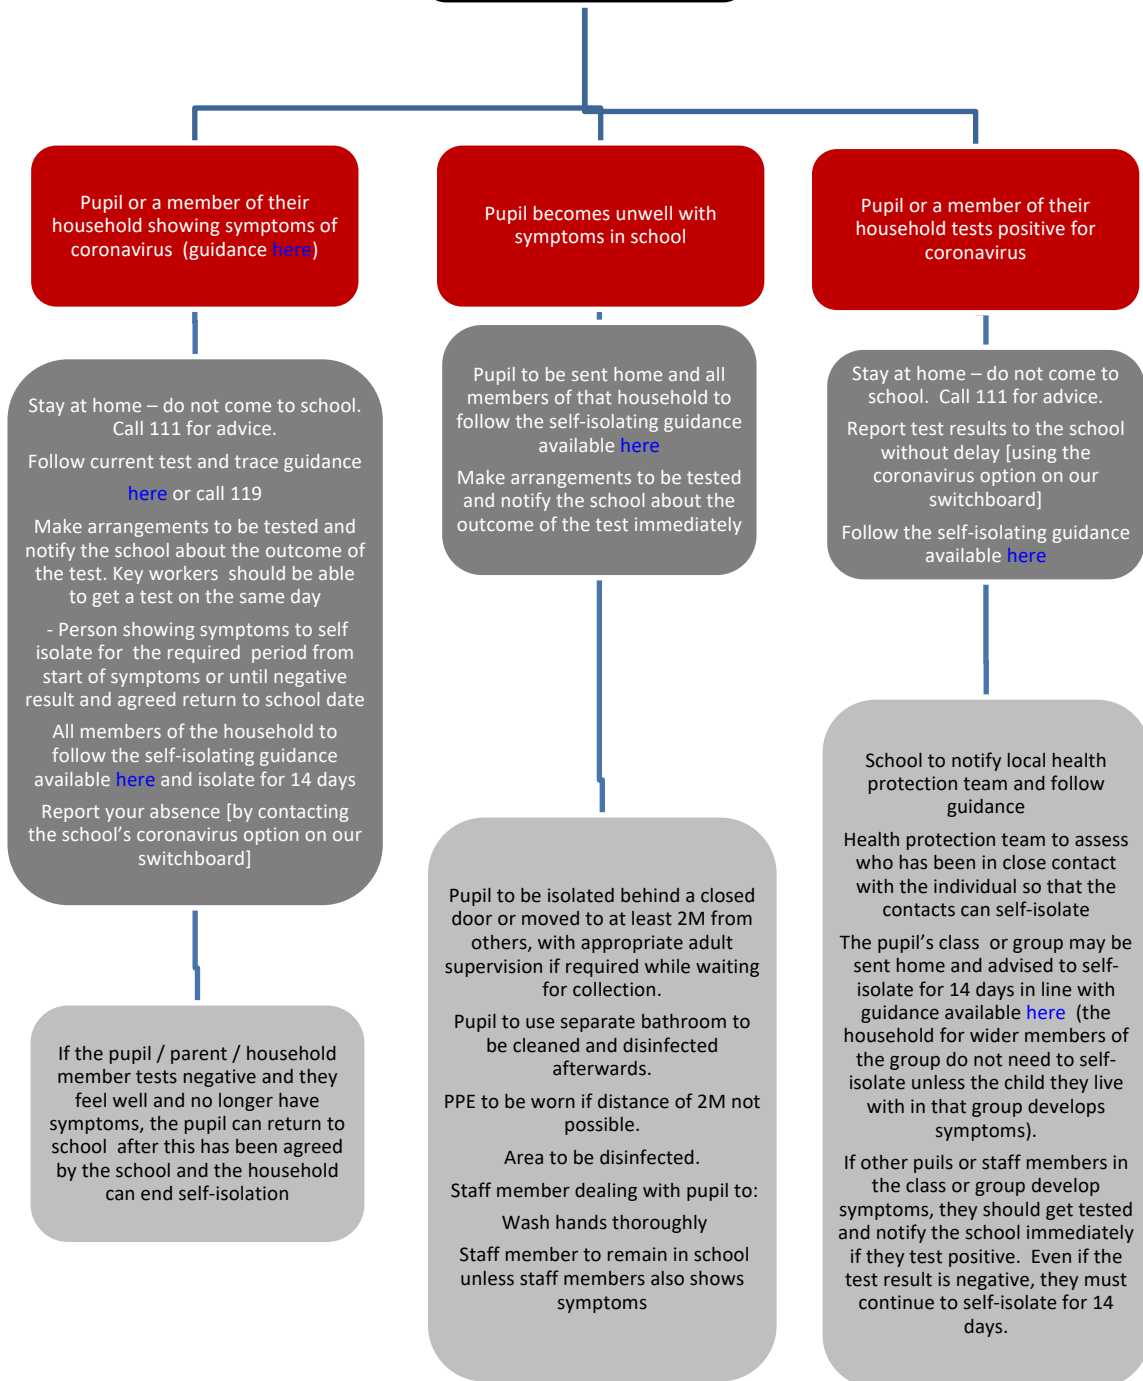 Pupil or a member of their
household showing symptoms of
coronavirus  (guidance here)
Stay at home – do not come to school.
Call 111 for advice.
Follow current test and trace guidance
here or call 119
Make arrangements to be tested and
notify the school about the outcome of
the test. Key workers  should be able
to get a test on the same day
- Person showing symptoms to self
isolate for  the required  period from
start of symptoms or until negative
result and agreed return to school date
All members of the household to
follow the self-isolating guidance
available here and isolate for 14 days
Report your absence [by contacting
the school's coronavirus option on our
switchboard]
If the pupil / parent / household
member tests negative and they
feel well and no longer have
symptoms, the pupil can return to
school  after this has been agreed
by the school and the household
can end self-isolation
Pupil becomes unwell with
symptoms in school
Pupil to be sent home and all
members of that household to
follow the self-isolating guidance
available here
Make arrangements to be tested
and notify the school about the
outcome of the test immediately
Pupil to be isolated behind a closed
door or moved to at least 2M from
others, with appropriate adult
supervision if required while waiting
for collection.
Pupil to use separate bathroom to
be cleaned and disinfected
afterwards.
PPE to be worn if distance of 2M not
possible.
Area to be disinfected.
Staff member dealing with pupil to:
Wash hands thoroughly
Staff member to remain in school
unless staff members also shows
symptoms
Pupil or a member of their
household tests positive for
coronavirus
Stay at home – do not come to
school.  Call 111 for advice.
Report test results to the school
without delay [using the
coronavirus option on our
switchboard]
Follow the self-isolating guidance
available here
School to notify local health
protection team and follow
guidance
Health protection team to assess
who has been in close contact
with the individual so that the
contacts can self-isolate
The pupil's class  or group may be
sent home and advised to self-
isolate for 14 days in line with
guidance available here  (the
household for wider members of
the group do not need to self-
isolate unless the child they live
with in that group develops
symptoms).
If other puils or staff members in
the class or group develop
symptoms, they should get tested
and notify the school immediately
if they test positive.  Even if the
test result is negative, they must
continue to self-isolate for 14
days.